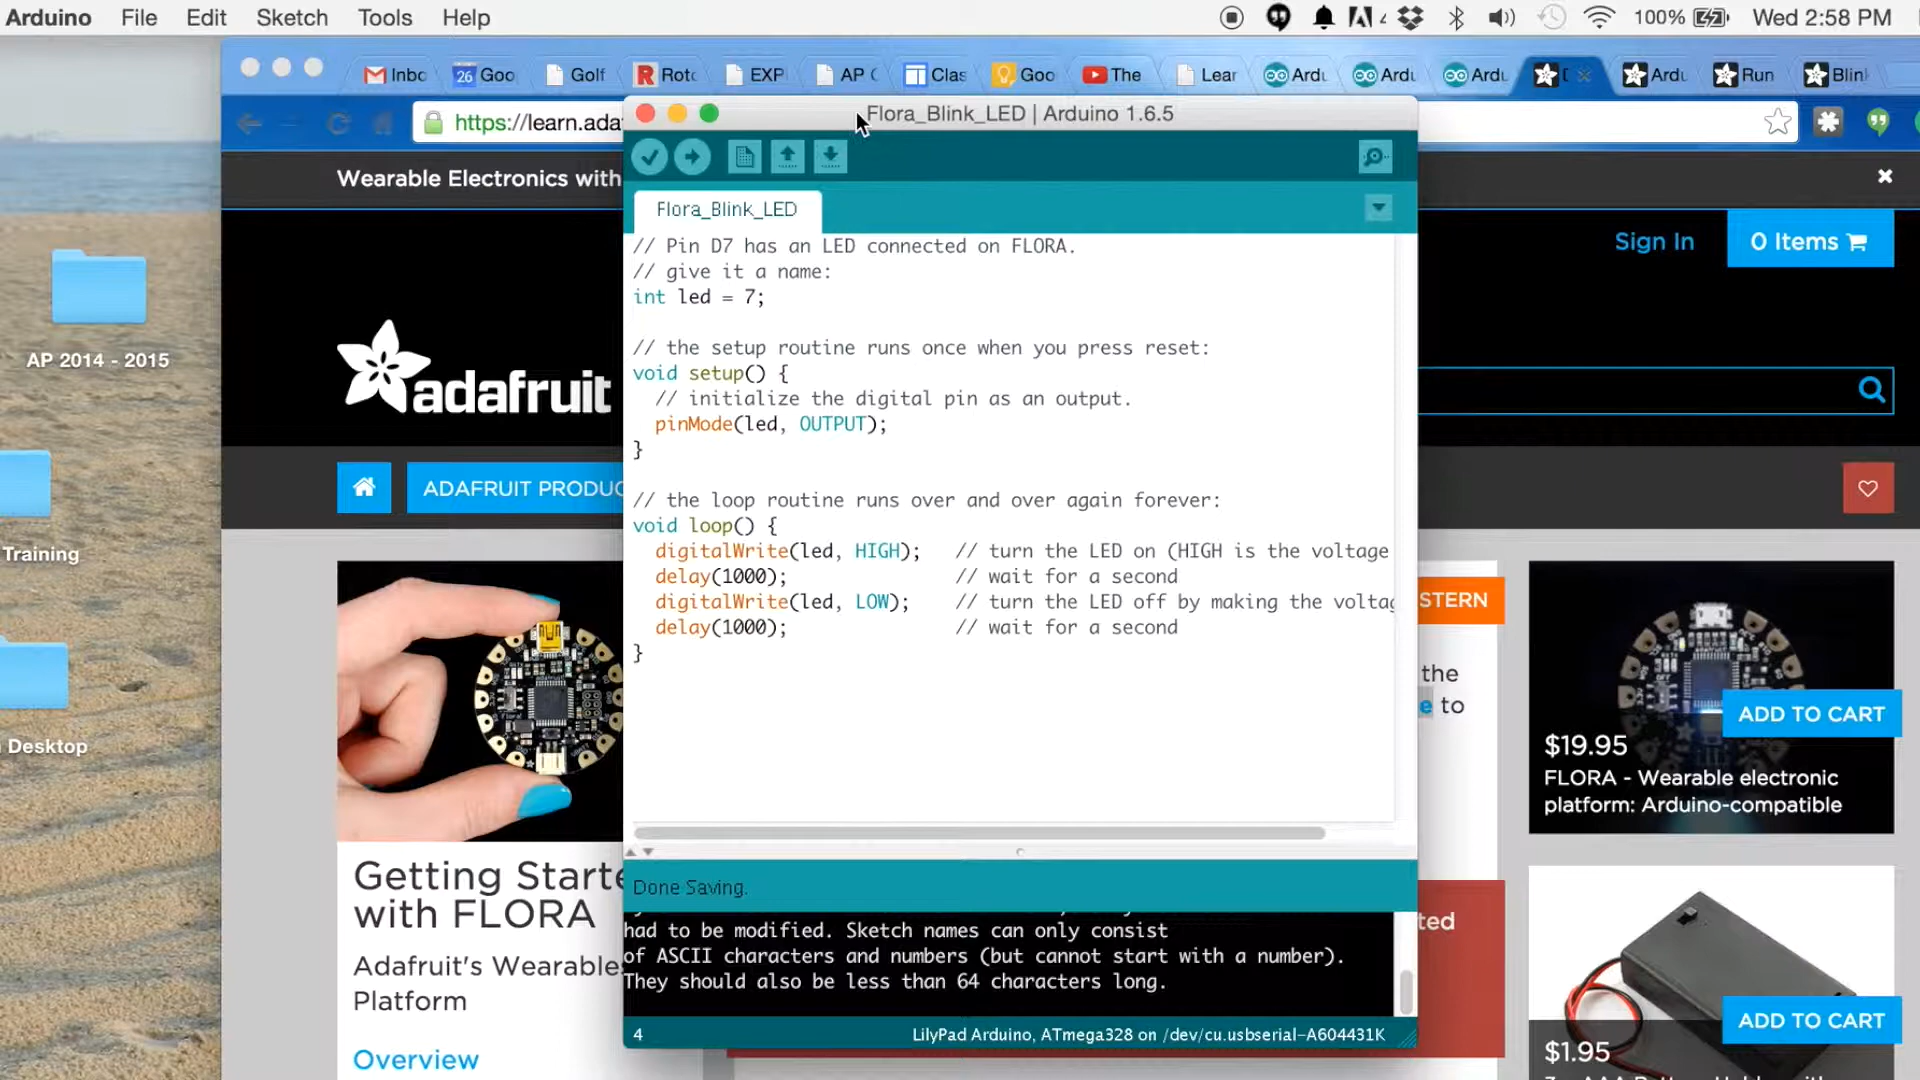 Arduino File Edit Sketch Tools Help 100% Wed 2:58 PM
Inbo 26 Goo Golf Roto EXP AP Clas Goo The Lear Ardu Ardu Ardu Ardu Run Blin
https://learn.ada
Flora_Blink_LED | Arduino 1.6.5
Wearable Electronics with
Flora_Blink_LED
Sign In
0 Items
// Pin D7 has an LED connected on FLORA.
// give it a name:
int led = 7;
// the setup routine runs once when you press reset:
void setup() {
// initialize the digital pin as an output.
pinMode(led, OUTPUT);
}
// the loop routine runs over and over again forever:
void loop() {
digitalWrite(led, HIGH); // turn the LED on (HIGH is the voltage
delay(1000); // wait for a second
digitalWrite(led, LOW); // turn the LED off by making the voltag
delay(1000); // wait for a second
}
Done Saving.
had to be modified. Sketch names can only consist
of ASCII characters and numbers (but cannot start with a number).
They should also be less than 64 characters long.
4
LilyPad Arduino, ATmega328 on /dev/cu.usbserial-A604431K
AP 2014 - 2015
Training
Desktop
adafruit
ADAFRUIT PRODUC
Getting Starte
with FLORA
Adafruit's Wearable
Platform
Overview
STERN
the
e to
ted
ADD TO CART
$19.95
FLORA - Wearable electronic
platform: Arduino-compatible
ADD TO CART
$1.95